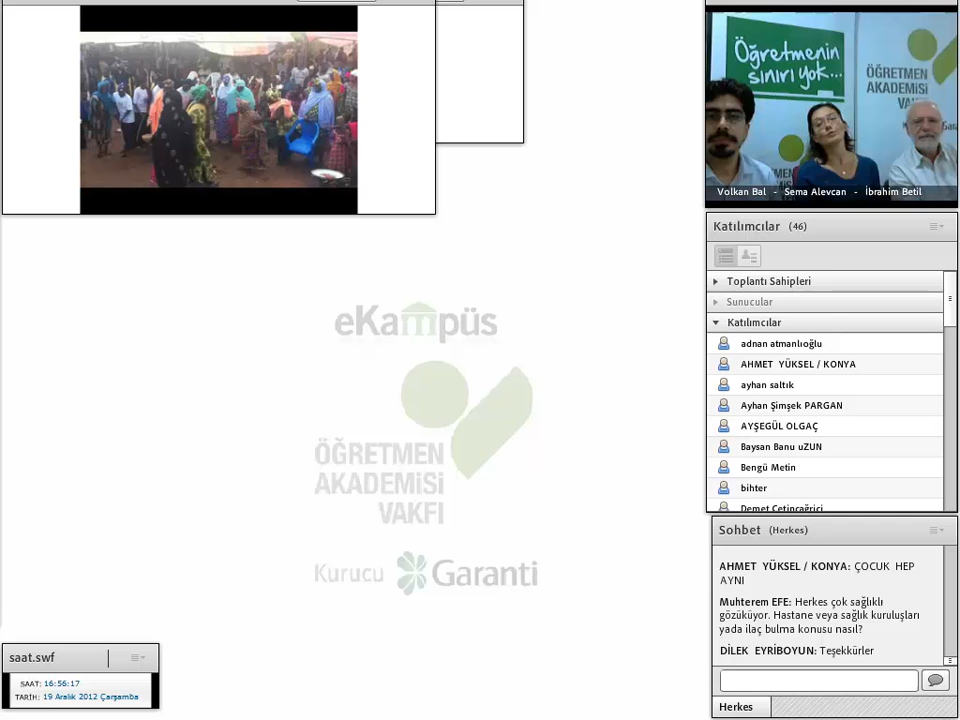 Öğretmenin
sınırı yok...
ÖĞRETMEN
AKADEMİSİ
VAKFI
Volkan Bal - Sema Alevcan - İbrahim Betil
Katılımcılar (46)
Toplantı Sahipleri
Sunucular
Katılımcılar
adnan atmanlıoğlu
AHMET YÜKSEL / KONYA
ayhan saltık
Ayhan Şimşek PARGAN
AYŞEGÜL OLGAÇ
Baysan Banu uZUN
Bengü Metin
bihter
Demet Çetinçağrici
eKampüs
ÖĞRETMEN
AKADEMİSİ
VAKFI
Kurucu Garanti
Sohbet (Herkes)
AHMET YÜKSEL / KONYA: ÇOCUK HEP
AYNI
Muhterem EFE: Herkes çok sağlıklı
gözüküyor. Hastane veya sağlık kuruluşları
yada ilaç bulma konusu nasıl?
DİLEK EYRİBOYUN: Teşekkürler
Herkes
saat.swf
SAAT: 16:56:17
TARİH: 19 Aralık 2012 Çarşamba